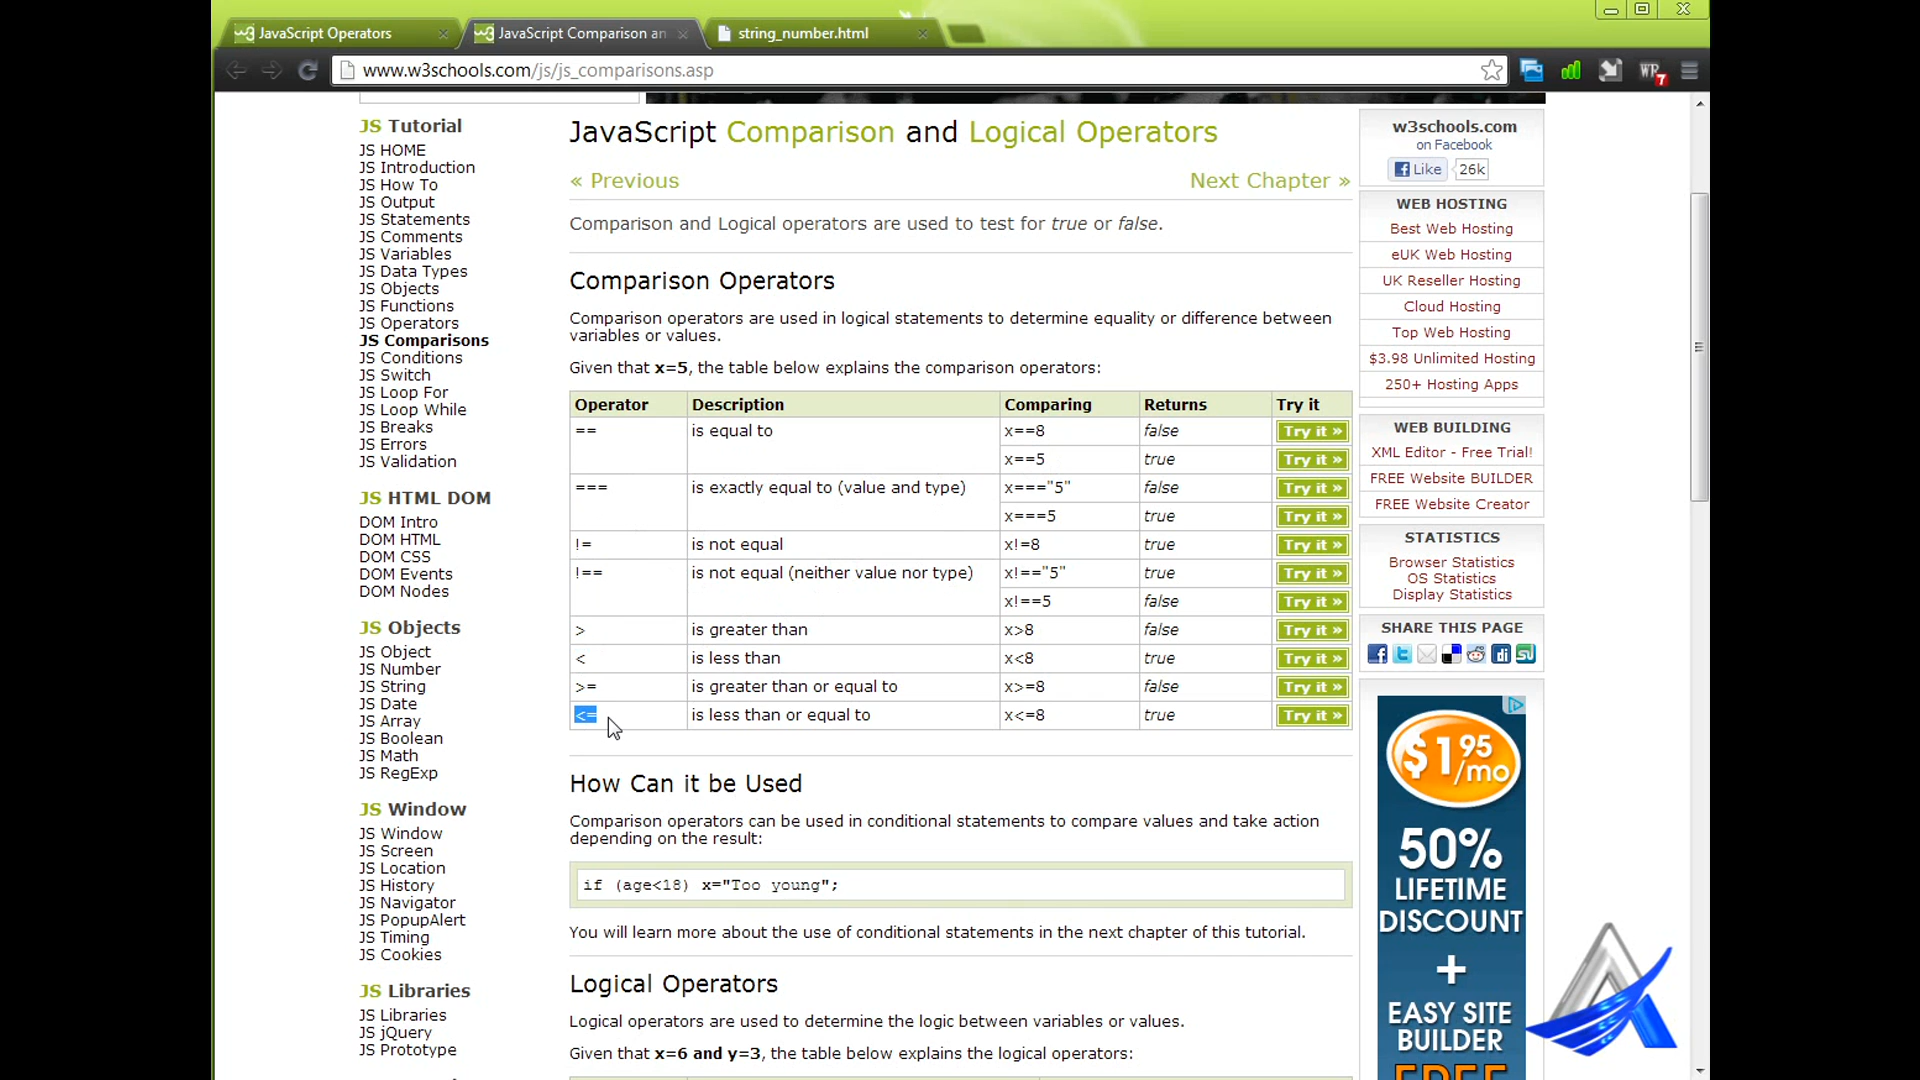 JavaScript Operators
JavaScript Comparison an
string_number.html
www.w3schools.com/js/js_comparisons.asp
WR
7
JS Tutorial
JS HOME
JS Introduction
JS How To
JS Output
JS Statements
JS Comments
JS Variables
JS Data Types
JS Objects
JS Functions
JS Operators
JS Comparisons
JS Conditions
JS Switch
JS Loop For
JS Loop While
JS Breaks
JS Errors
JS Validation
JS HTML DOM
DOM Intro
DOM HTML
DOM CSS
DOM Events
DOM Nodes
JS Objects
JS Object
JS Number
JS String
JS Date
JS Array
JS Boolean
JS Math
JS RegExp
JS Window
JS Window
JS Screen
JS Location
JS History
JS Navigator
JS PopupAlert
JS Timing
JS Cookies
JS Libraries
JS Libraries
JS jQuery
JS Prototype
JavaScript Comparison and Logical Operators
« Previous
Next Chapter »
Comparison and Logical operators are used to test for true or false.
Comparison Operators
Comparison operators are used in logical statements to determine equality or difference between
variables or values.
Given that x=5, the table below explains the comparison operators:
Operator Description Comparing Returns Try it
== is equal to x==8 false Try it »
x==5 true Try it »
=== is exactly equal to (value and type) x==="5" false Try it »
x===5 true Try it »
!= is not equal x!=8 true Try it »
!== is not equal (neither value nor type) x!=="5" true Try it »
x!==5 false Try it »
> is greater than x>8 false Try it »
< is less than x<8 true Try it »
>= is greater than or equal to x>=8 false Try it »
<= is less than or equal to x<=8 true Try it »
How Can it be Used
Comparison operators can be used in conditional statements to compare values and take action
depending on the result:
if (age<18) x="Too young";
You will learn more about the use of conditional statements in the next chapter of this tutorial.
Logical Operators
Logical operators are used to determine the logic between variables or values.
Given that x=6 and y=3, the table below explains the logical operators:
w3schools.com
on Facebook
Like 26k
WEB HOSTING
Best Web Hosting
eUK Web Hosting
UK Reseller Hosting
Cloud Hosting
Top Web Hosting
$3.98 Unlimited Hosting
250+ Hosting Apps
WEB BUILDING
XML Editor - Free Trial!
FREE Website BUILDER
FREE Website Creator
STATISTICS
Browser Statistics
OS Statistics
Display Statistics
SHARE THIS PAGE
$1.95
/mo
50%
LIFETIME
DISCOUNT
+
EASY SITE
BUILDER
FREE